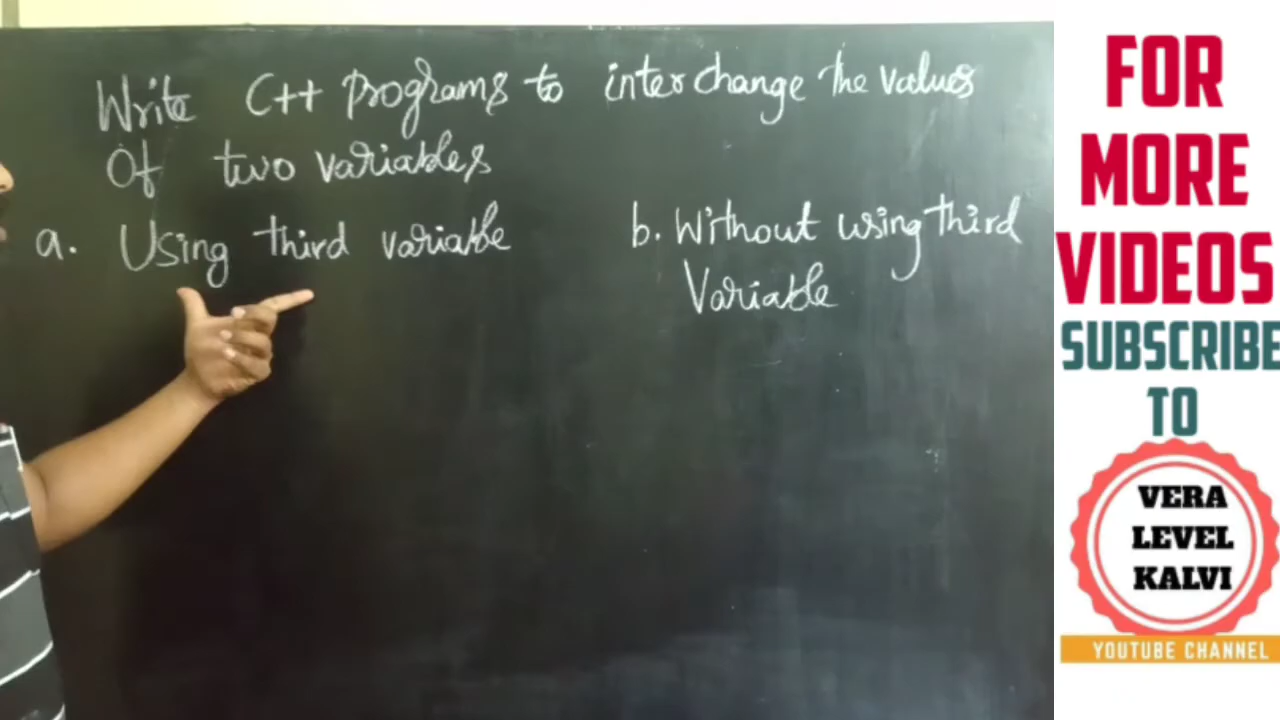 Write C++ programs to interchange the values
Of two variables
a. Using third variable
b. Without using third
Variable
FOR
MORE
VIDEOS
SUBSCRIBE
TO
VERA
LEVEL
KALVI
YOUTUBE CHANNEL